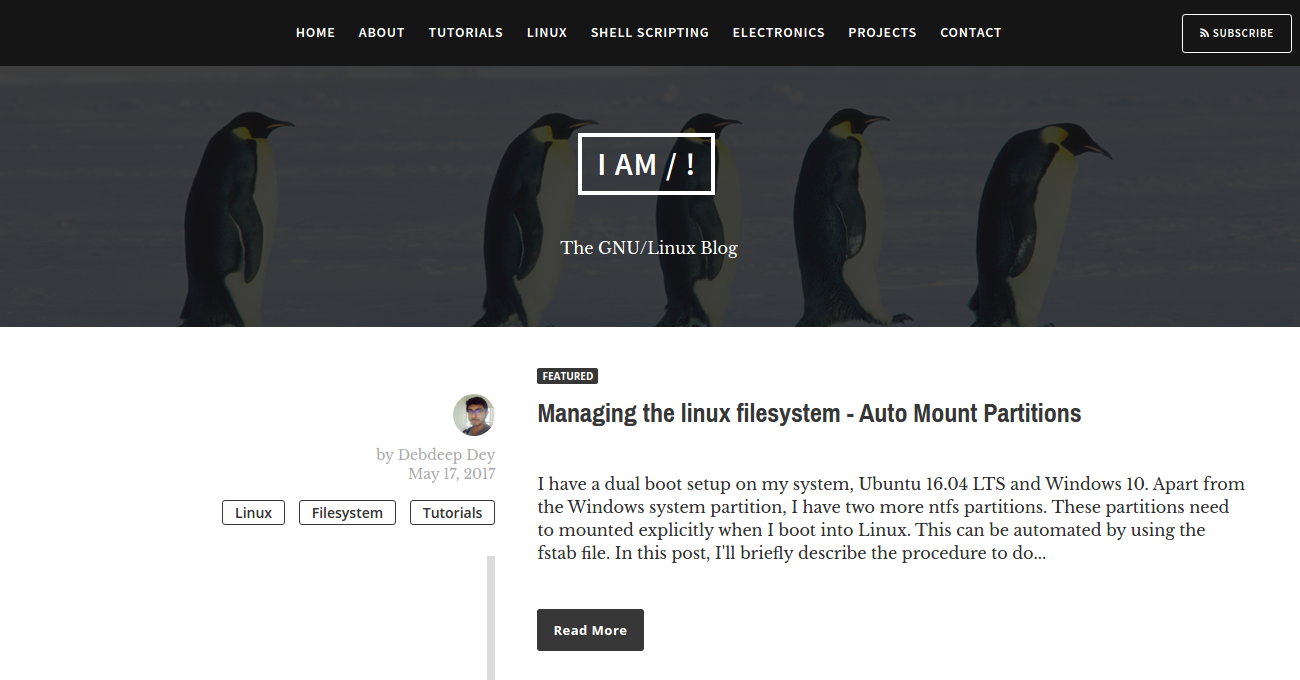 HOME ABOUT TUTORIALS LINUX SHELL SCRIPTING ELECTRONICS PROJECTS CONTACT SUBSCRIBE
I AM / !
The GNU/Linux Blog
FEATURED
Managing the linux filesystem - Auto Mount Partitions
by Debdeep Dey
May 17, 2017
Linux Filesystem Tutorials
I have a dual boot setup on my system, Ubuntu 16.04 LTS and Windows 10. Apart from
the Windows system partition, I have two more ntfs partitions. These partitions need
to mounted explicitly when I boot into Linux. This can be automated by using the
fstab file. In this post, I'll briefly describe the procedure to do...
Read More